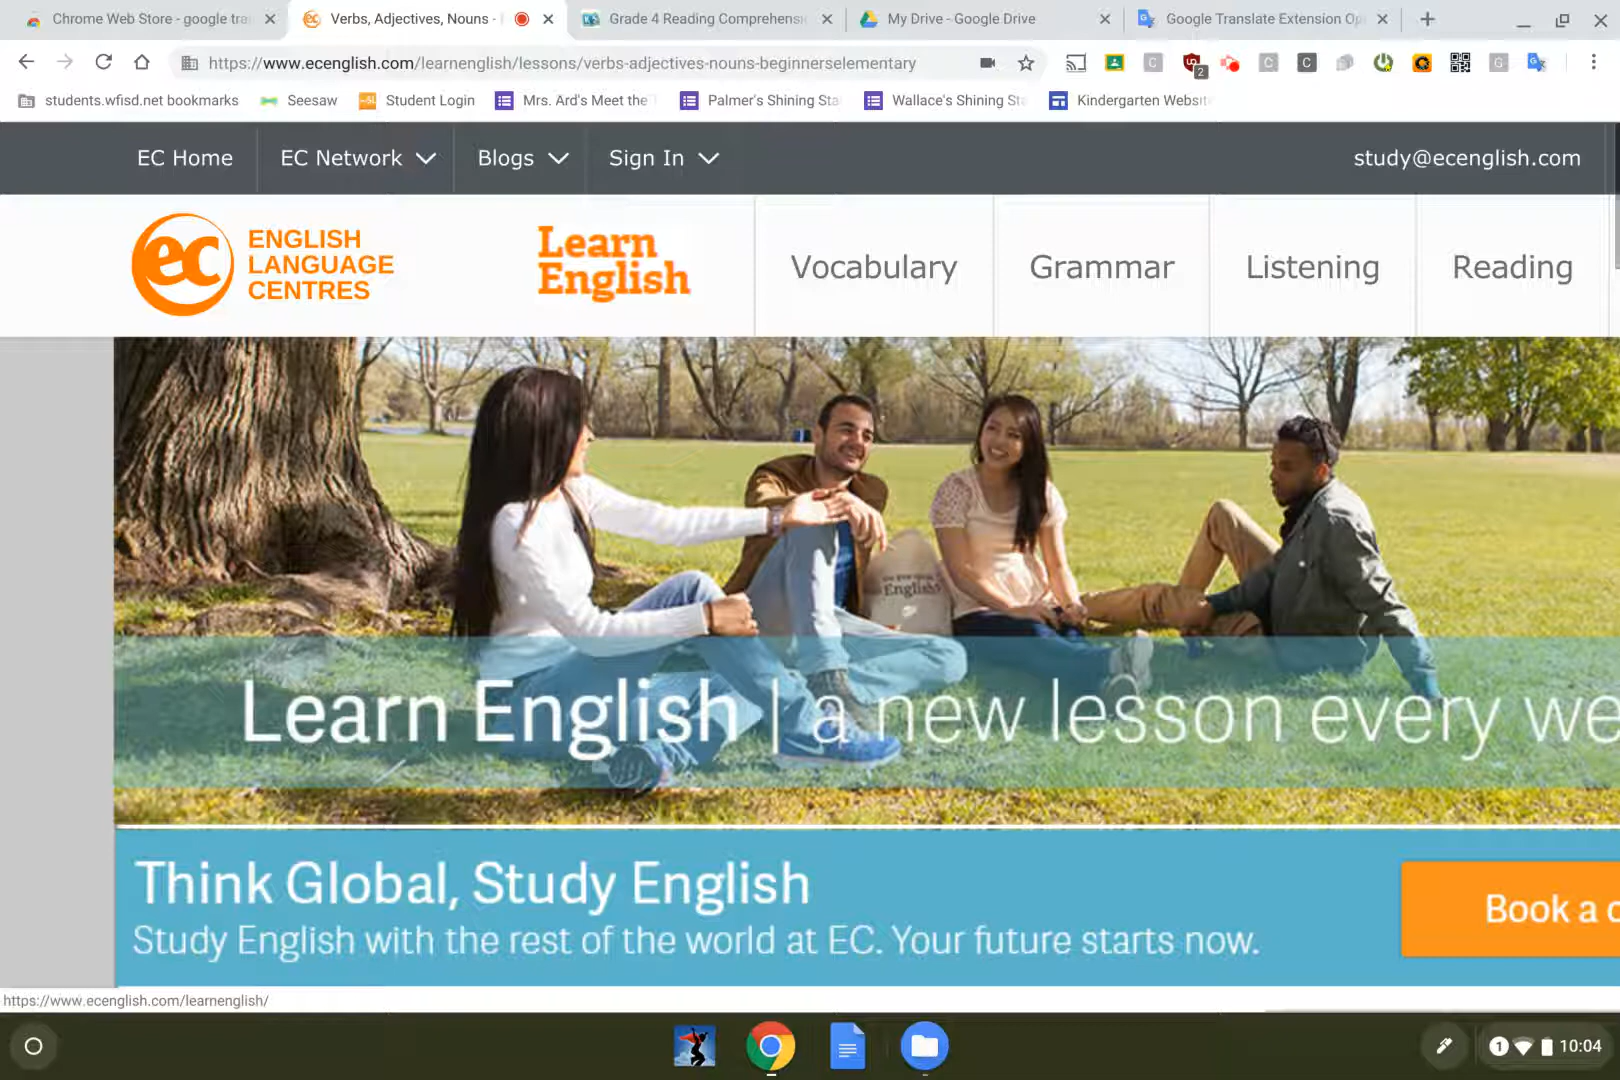 Chrome Web Store - google tra
Verbs, Adjectives, Nouns -
Grade 4 Reading Comprehensi
My Drive - Google Drive
Google Translate Extension Op
https://www.ecenglish.com/learnenglish/lessons/verbs-adjectives-nouns-beginnerselementary
2
students.wfisd.net bookmarks
Seesaw
Student Login
Mrs. Ard's Meet the
Palmer's Shining Sta
Wallace's Shining Sta
Kindergarten Website
EC Home
EC Network
Blogs
Sign In
study@ecenglish.com
ec
ENGLISH
LANGUAGE
CENTRES
Learn
English
Vocabulary
Grammar
Listening
Reading
English?
Learn English | a new lesson every we
Think Global, Study English
Study English with the rest of the world at EC. Your future starts now.
Book a c
https://www.ecenglish.com/learnenglish/
1
10:04